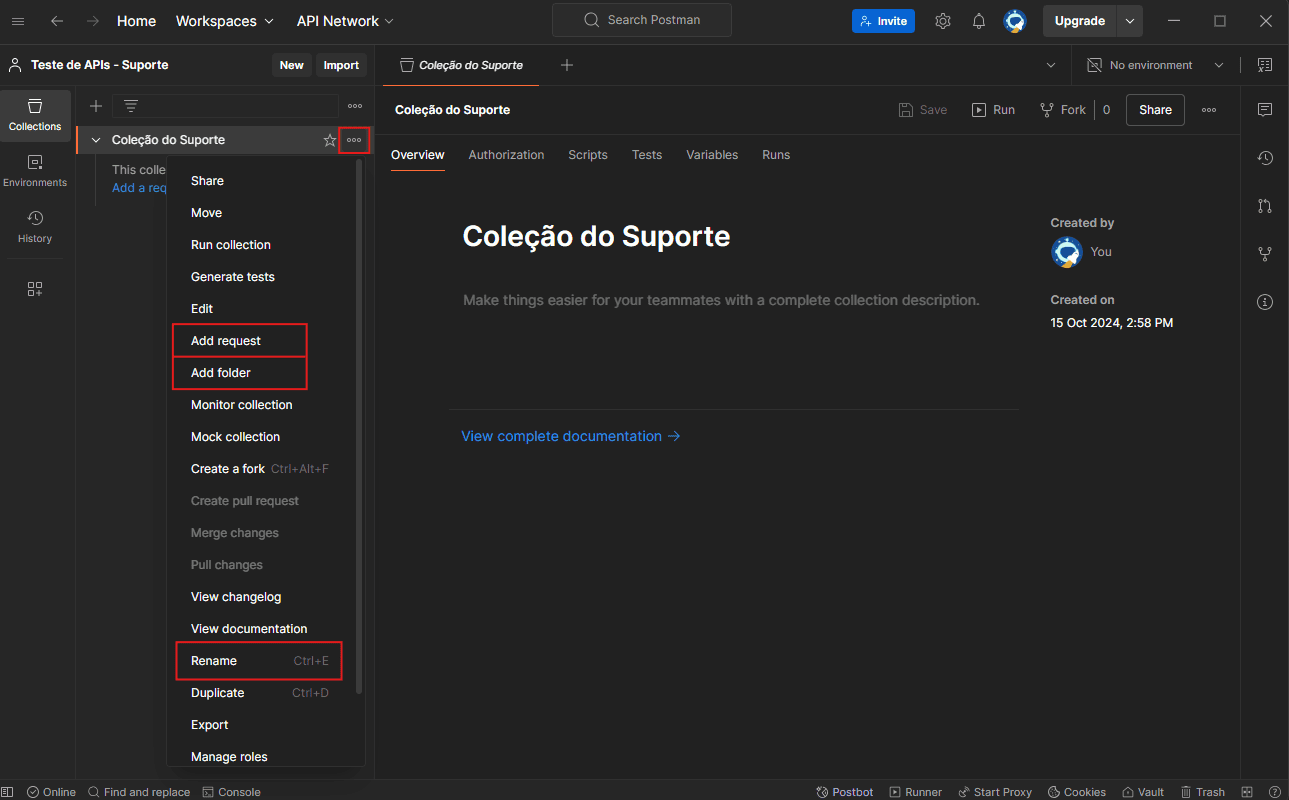 Home Workspaces API Network Search Postman Invite Upgrade
Teste de APIs - Suporte New Import Coleção do Suporte No environment
Collections
Environments
History
Coleção do Suporte
This colle
Add a req
Share
Move
Run collection
Generate tests
Edit
Add request
Add folder
Monitor collection
Mock collection
Create a fork Ctrl+Alt+F
Create pull request
Merge changes
Pull changes
View changelog
View documentation
Rename Ctrl+E
Duplicate Ctrl+D
Export
Manage roles
Coleção do Suporte Save Run Fork 0 Share
Overview Authorization Scripts Tests Variables Runs
Coleção do Suporte
Make things easier for your teammates with a complete collection description.
View complete documentation →
Created by
You
Created on
15 Oct 2024, 2:58 PM
Online Find and replace Console Postbot Runner Start Proxy Cookies Vault Trash